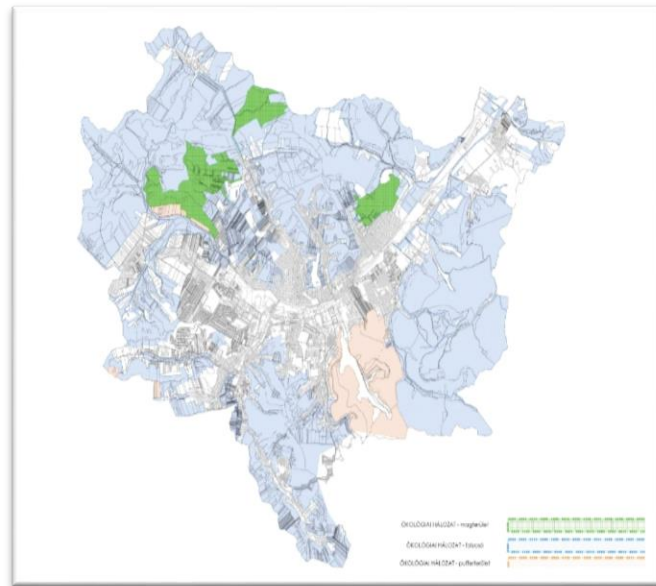 ÖKOLÓGIAI HÁLÓZAT - magterület
ÖKOLÓGIAI HÁLÓZAT - folyosó
ÖKOLÓGIAI HÁLÓZAT - pufferterület